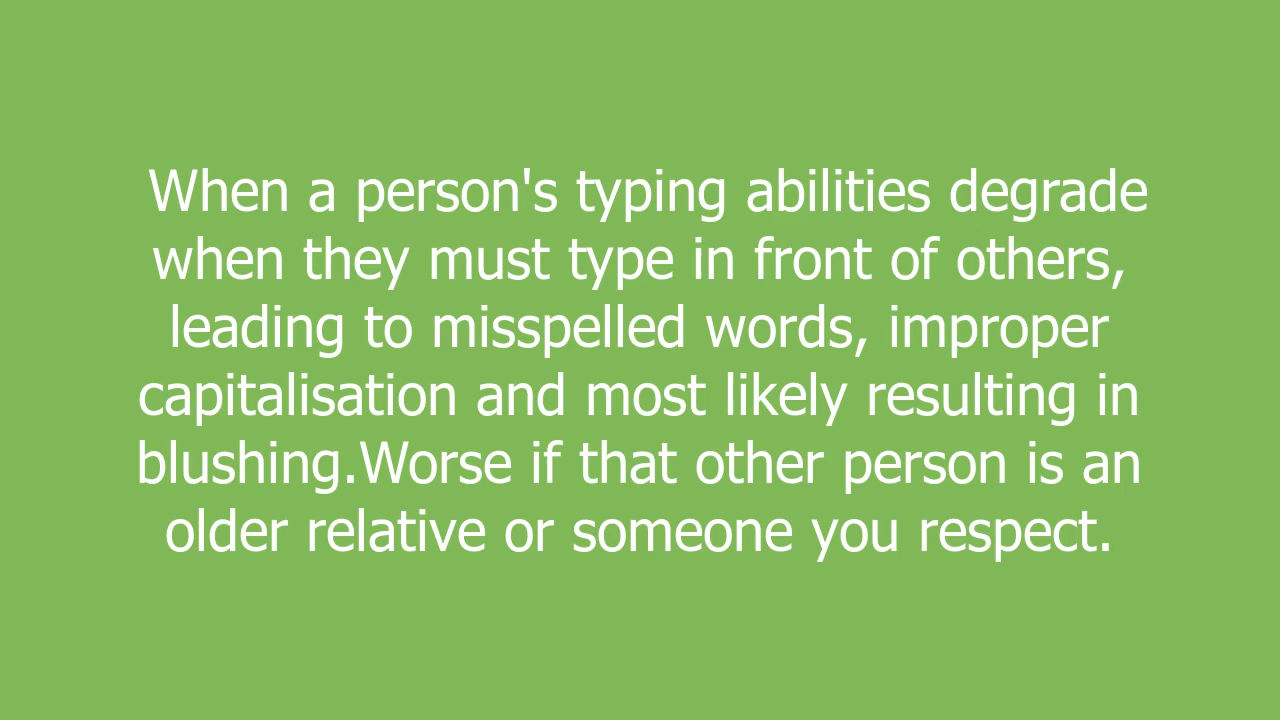 When a person's typing abilities degrade
when they must type in front of others,
leading to misspelled words, improper
capitalisation and most likely resulting in
blushing.Worse if that other person is an
older relative or someone you respect.